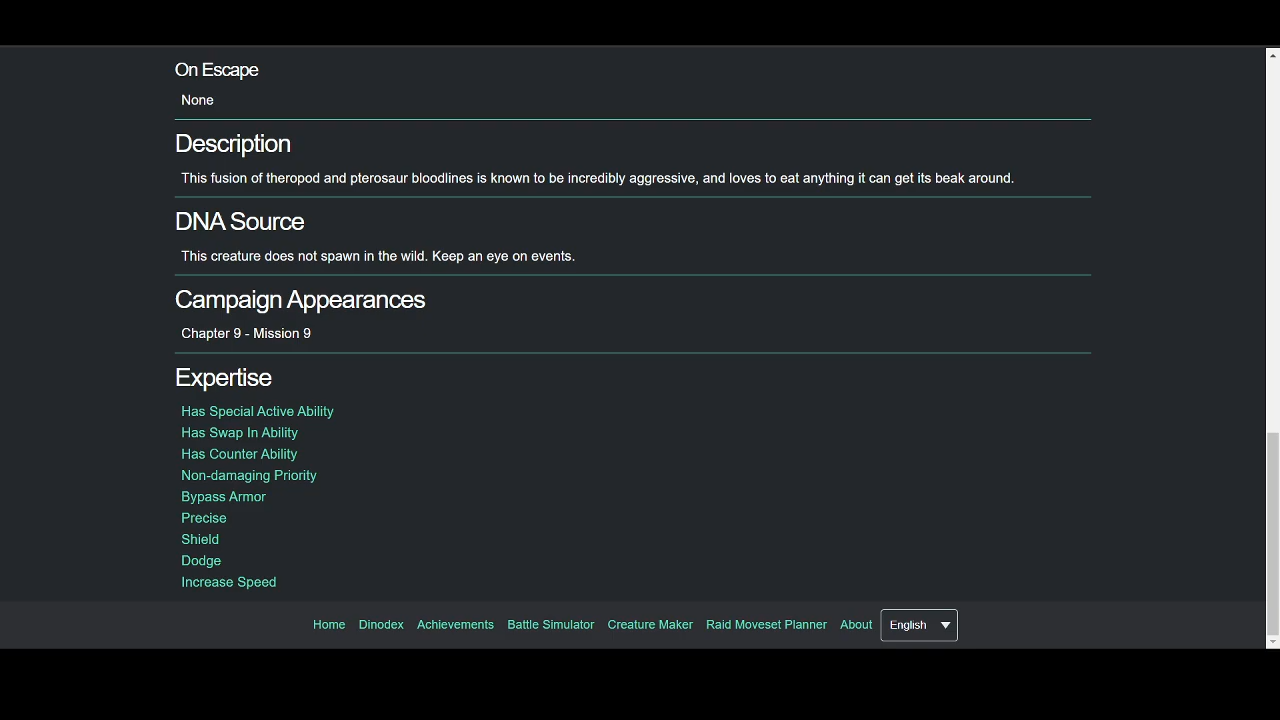 On Escape
None
Description
This fusion of theropod and pterosaur bloodlines is known to be incredibly aggressive, and loves to eat anything it can get its beak around.
DNA Source
This creature does not spawn in the wild. Keep an eye on events.
Campaign Appearances
Chapter 9 - Mission 9
Expertise
Has Special Active Ability
Has Swap In Ability
Has Counter Ability
Non-damaging Priority
Bypass Armor
Precise
Shield
Dodge
Increase Speed
Home Dinodex Achievements Battle Simulator Creature Maker Raid Moveset Planner About English